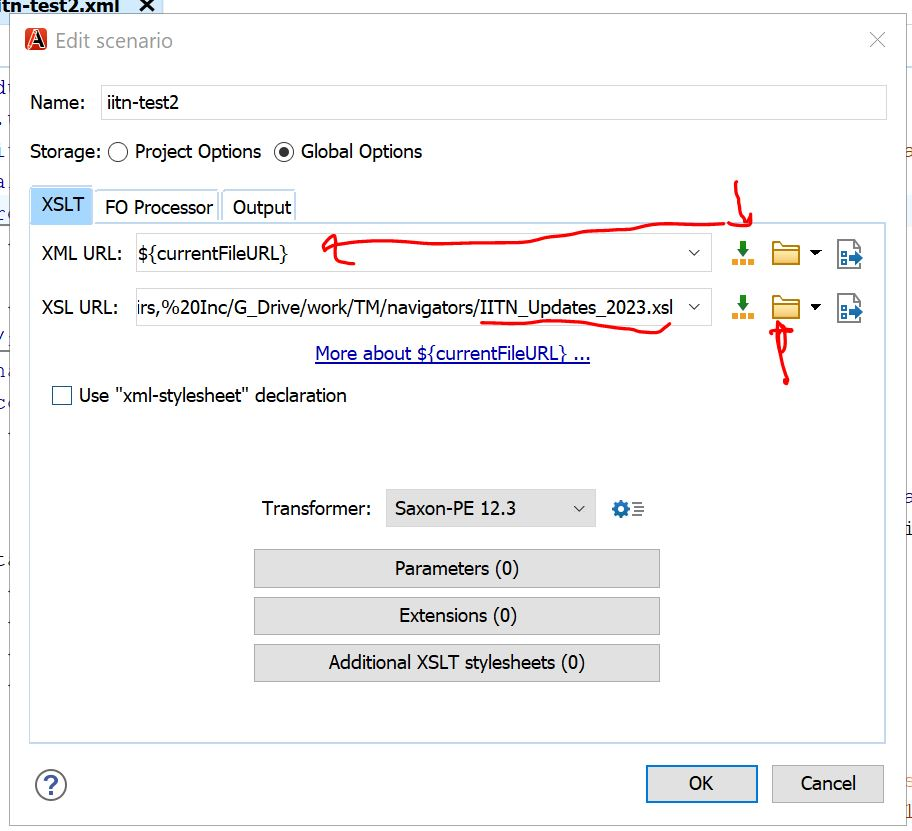 iitn-test2.xml
Edit scenario
Name: iitn-test2
Storage: Project Options Global Options
XSLT FO Processor Output
XML URL: ${currentFileURL}
XSL URL: irs,%20Inc/G_Drive/work/TM/navigators/IITN_Updates_2023.xsl
More about ${currentFileURL} ...
Use "xml-stylesheet" declaration
Transformer: Saxon-PE 12.3
Parameters (0)
Extensions (0)
Additional XSLT stylesheets (0)
? OK Cancel